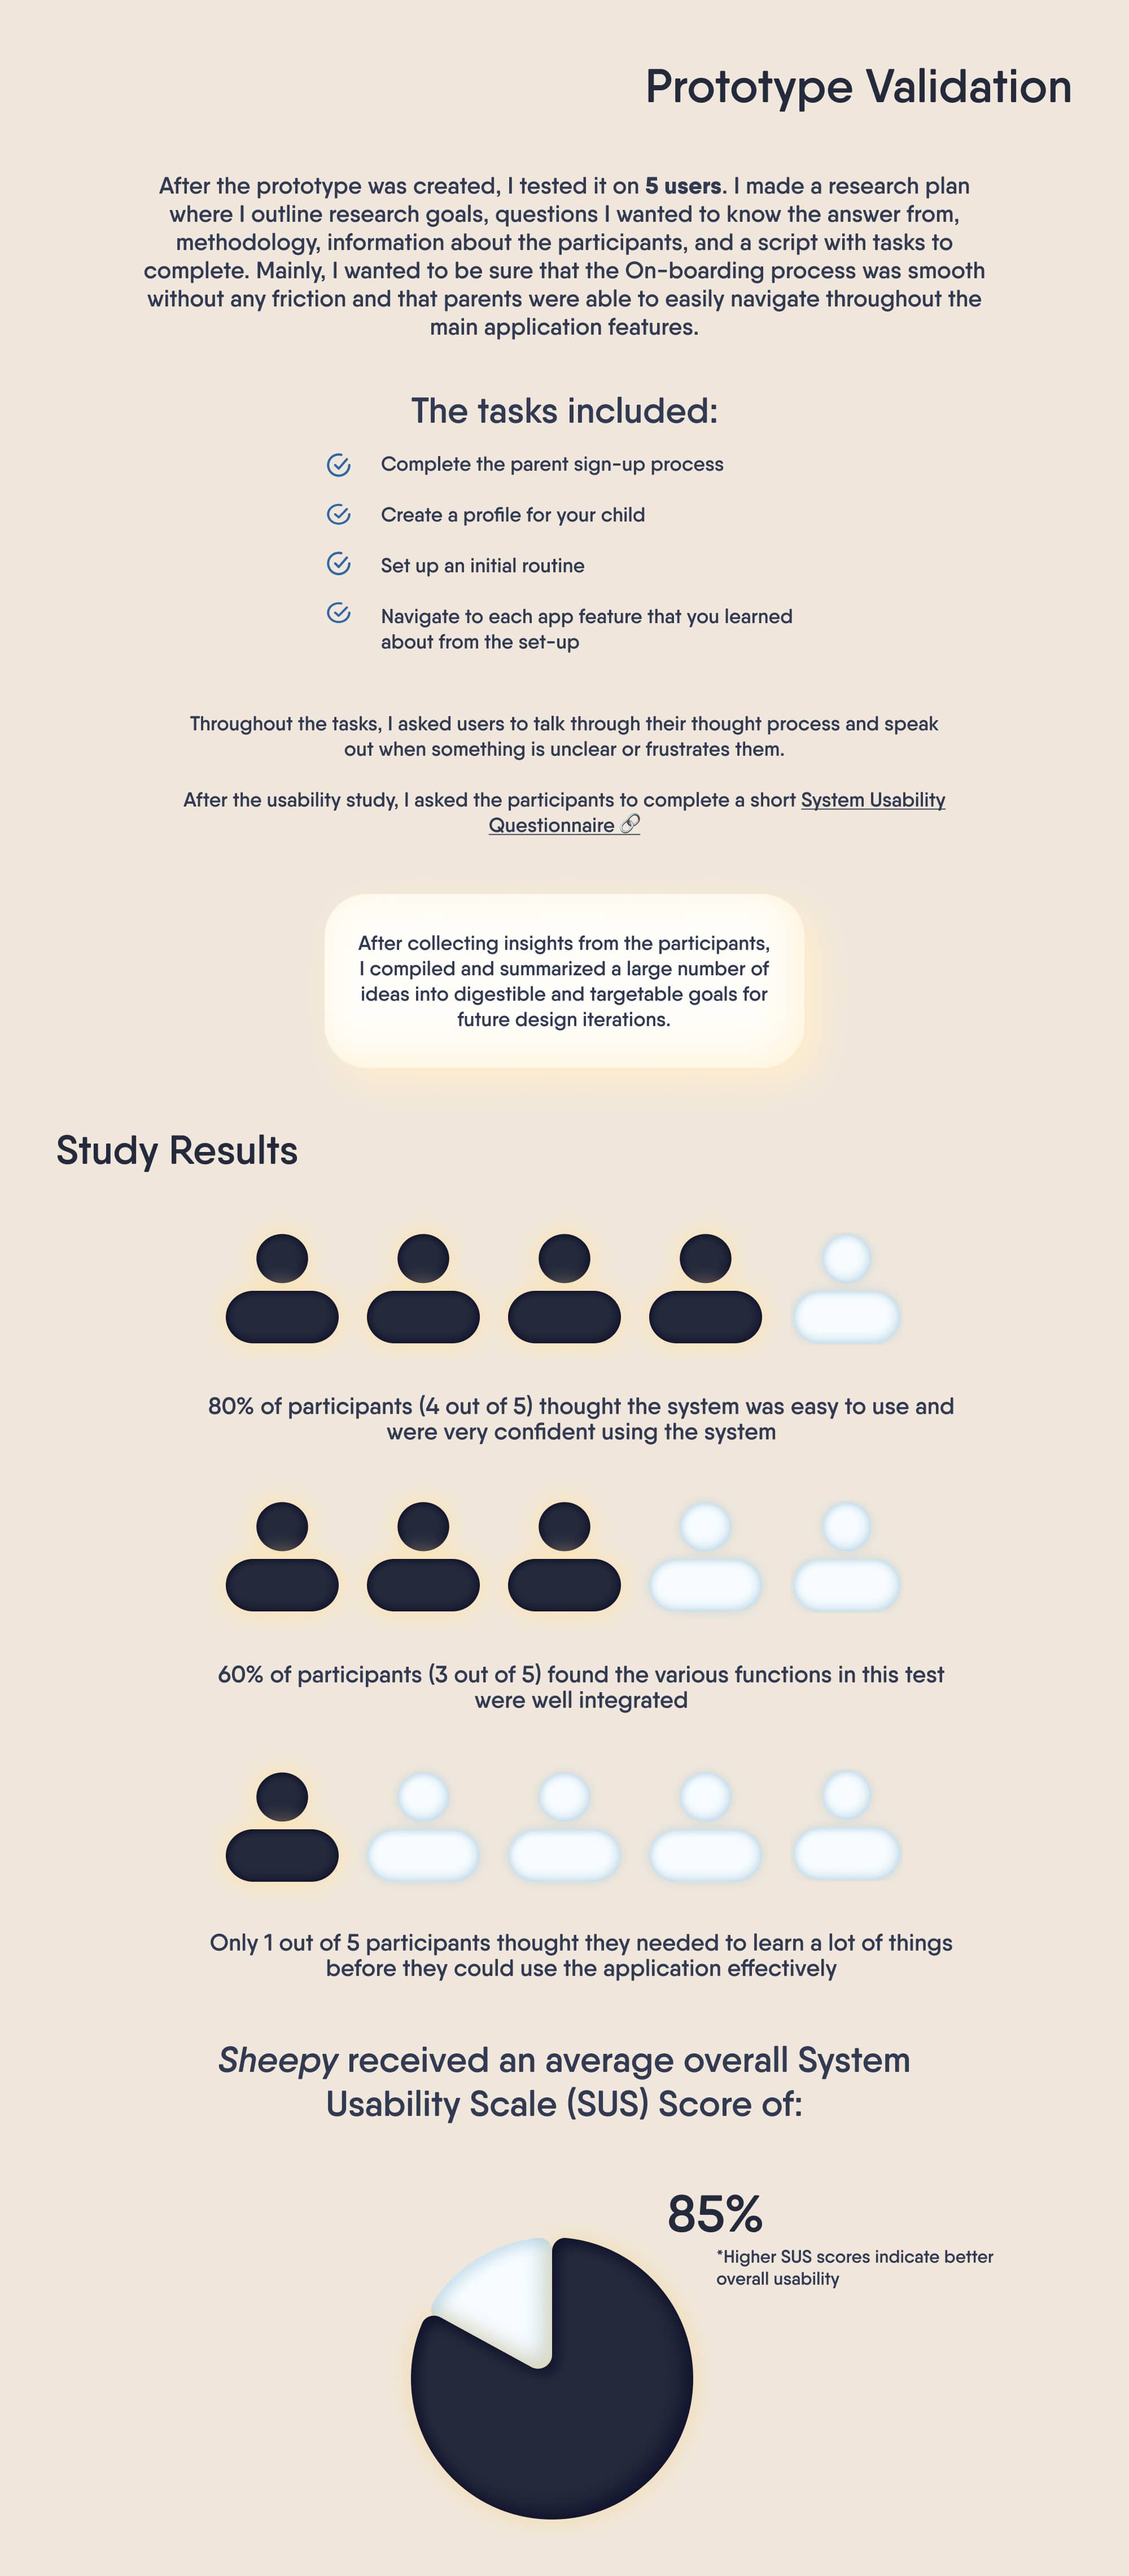 Prototype Validation
After the prototype was created, I tested it on 5 users. I made a research plan
where I outline research goals, questions I wanted to know the answer from,
methodology, information about the participants, and a script with tasks to
complete. Mainly, I wanted to be sure that the On-boarding process was smooth
without any friction and that parents were able to easily navigate throughout the
main application features.
The tasks included:
Complete the parent sign-up process
Create a profile for your child
Set up an initial routine
Navigate to each app feature that you learned
about from the set-up
Throughout the tasks, I asked users to talk through their thought process and speak
out when something is unclear or frustrates them.
After the usability study, I asked the participants to complete a short System Usability
Questionnaire 🔗
After collecting insights from the participants,
I compiled and summarized a large number of
ideas into digestible and targetable goals for
future design iterations.
Study Results
80% of participants (4 out of 5) thought the system was easy to use and
were very confident using the system
60% of participants (3 out of 5) found the various functions in this test
were well integrated
Only 1 out of 5 participants thought they needed to learn a lot of things
before they could use the application effectively
Sheepy received an average overall System
Usability Scale (SUS) Score of:
85%
*Higher SUS scores indicate better
overall usability